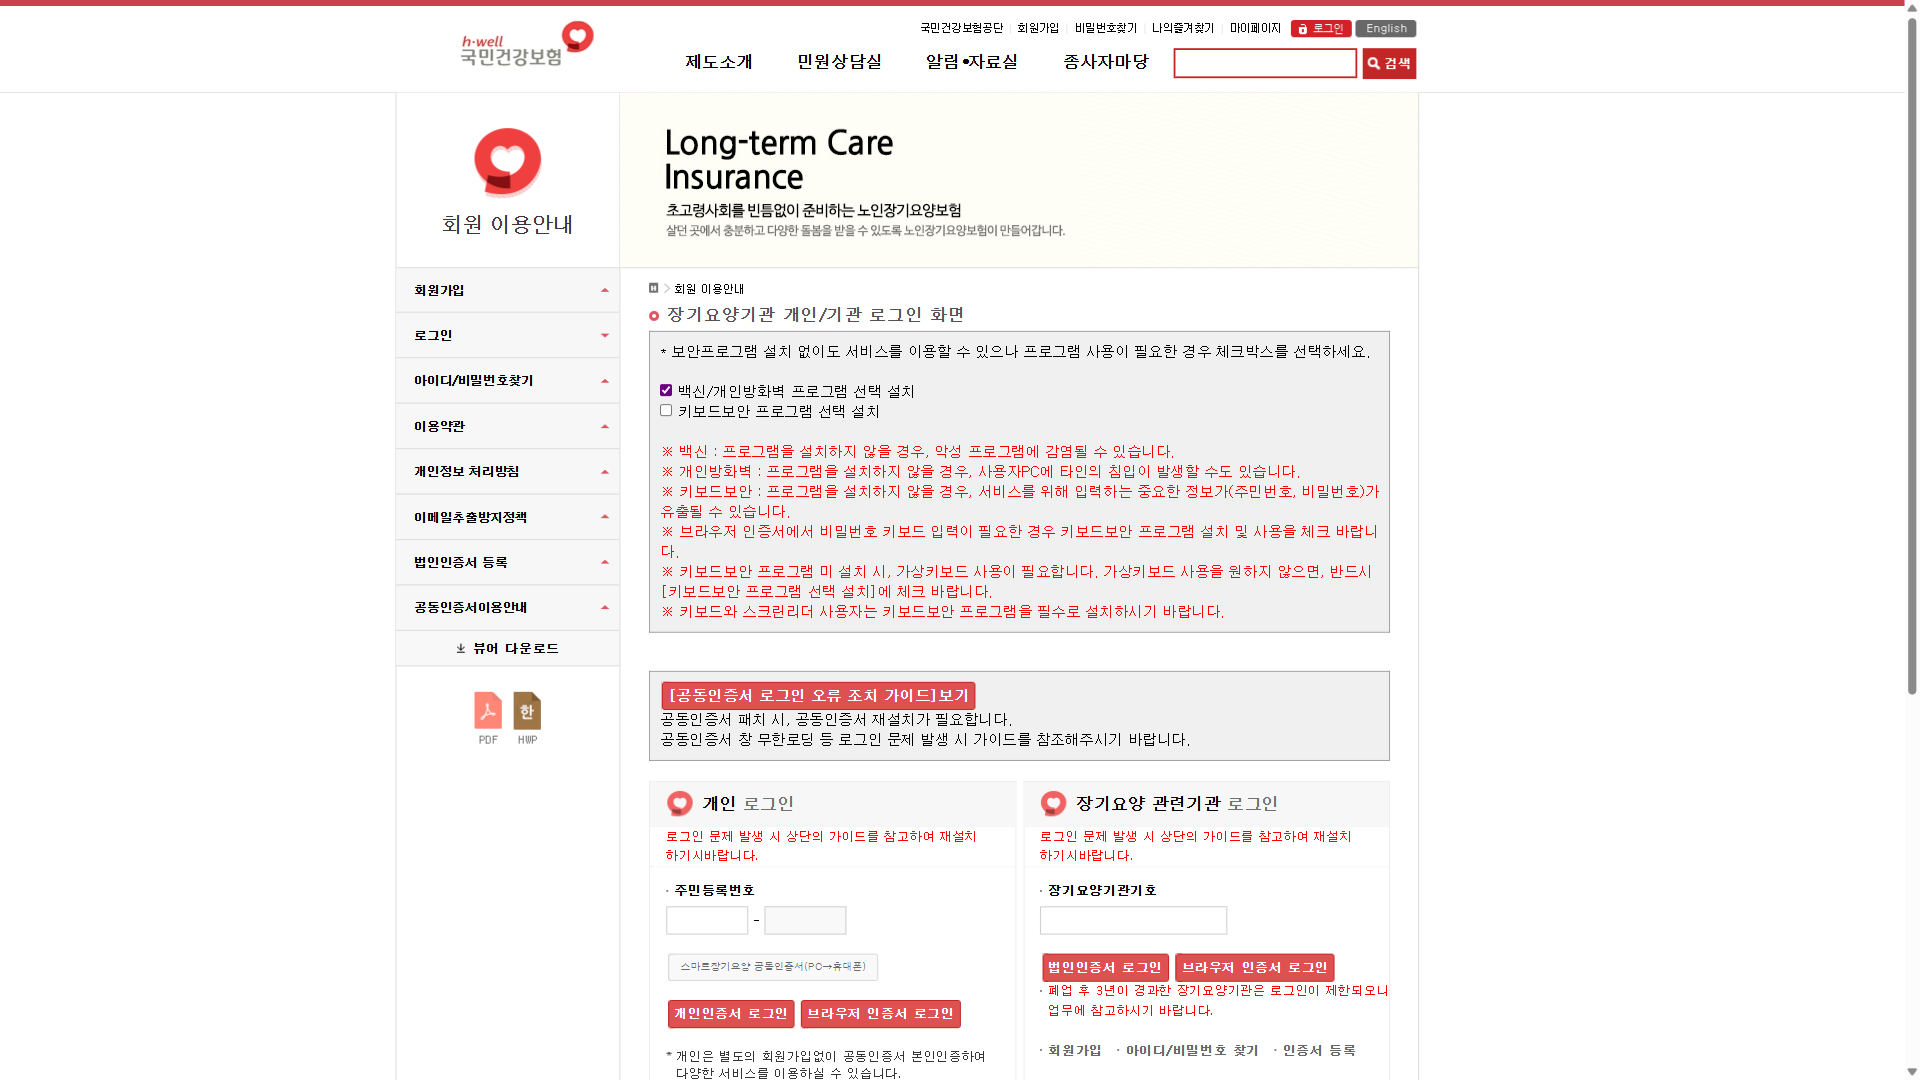 h·well
국민건강보험
국민건강보험공단 회원가입 비밀번호찾기 나의즐겨찾기 마이페이지 로그인 English
제도소개 민원상담실 알림•자료실 종사자마당 검색
회원 이용안내
Long-term Care
Insurance
초고령사회를 빈틈없이 준비하는 노인장기요양보험
살던 곳에서 충분하고 다양한 돌봄을 받을 수 있도록 노인장기요양보험이 만들어갑니다.
회원가입
로그인
아이디/비밀번호찾기
이용약관
개인정보 처리방침
이메일추출방지정책
법인인증서 등록
공동인증서이용안내
뷰어 다운로드
한
PDF HWP
H > 회원 이용안내
장기요양기관 개인/기관 로그인 화면
* 보안프로그램 설치 없이도 서비스를 이용할 수 있으나 프로그램 사용이 필요한 경우 체크박스를 선택하세요.
백신/개인방화벽 프로그램 선택 설치
키보드보안 프로그램 선택 설치
※ 백신 : 프로그램을 설치하지 않을 경우, 악성 프로그램에 감염될 수 있습니다.
※ 개인방화벽 : 프로그램을 설치하지 않을 경우, 사용자PC에 타인의 침입이 발생할 수도 있습니다.
※ 키보드보안 : 프로그램을 설치하지 않을 경우, 서비스를 위해 입력하는 중요한 정보가(주민번호, 비밀번호)가
유출될 수 있습니다.
※ 브라우저 인증서에서 비밀번호 키보드 입력이 필요한 경우 키보드보안 프로그램 설치 및 사용을 체크 바랍니
다.
※ 키보드보안 프로그램 미 설치 시, 가상키보드 사용이 필요합니다. 가상키보드 사용을 원하지 않으면, 반드시
[키보드보안 프로그램 선택 설치]에 체크 바랍니다.
※ 키보드와 스크린리더 사용자는 키보드보안 프로그램을 필수로 설치하시기 바랍니다.
[공동인증서 로그인 오류 조치 가이드]보기
공동인증서 패치 시, 공동인증서 재설치가 필요합니다.
공동인증서 창 무한로딩 등 로그인 문제 발생 시 가이드를 참조해주시기 바랍니다.
개인 로그인
로그인 문제 발생 시 상단의 가이드를 참고하여 재설치
하기시바랍니다.
· 주민등록번호
-
스마트장기요양 공동인증서(PC→휴대폰)
개인인증서 로그인 브라우저 인증서 로그인
* 개인은 별도의 회원가입없이 공동인증서 본인인증하여
다양한 서비스를 이용하실 수 있습니다.
장기요양 관련기관 로그인
로그인 문제 발생 시 상단의 가이드를 참고하여 재설치
하기시바랍니다.
· 장기요양기관기호
법인인증서 로그인 브라우저 인증서 로그인
· 폐업 후 3년이 경과한 장기요양기관은 로그인이 제한되오니
업무에 참고하시기 바랍니다.
· 회원가입 · 아이디/비밀번호 찾기 · 인증서 등록